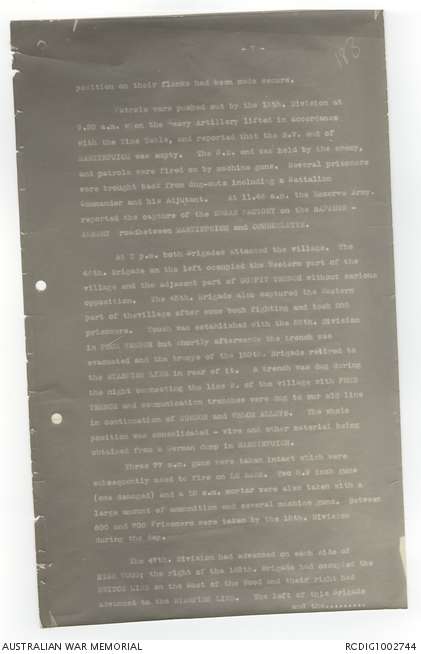 - 7 -
183
position on their flanks had been made secure.
Patrols were pushed out by the 15th. Division at
9.20 a.m. when the Heavy Artillery lifted in accordance
with the Time Table, and reported that the S.W. end of
MARTINPUICH was empty. The S.E. end was held by the enemy,
and patrols were fired on by machine guns. Several prisoners
were brought back from dug-outs including a Battalion
Commander and his Adjutant. At 11.45 a.m. the Reserve Army
reported the capture of the SUGAR FACTORY on the BAPAUME -
ALBERT road between MARTINPUICH and COURCELETTE.
At 3 p.m. both Brigades attacked the village. The
46th. Brigade on the left occupied the Western part of the
village and the adjacent part of GUNPIT TRENCH without serious
opposition. The 45th. Brigade also captured the Eastern
part of thevillage after some bomb fighting and took 100
prisoners. Touch was established with the 50th. Division
in TRENCH but shortly afterwards the trench was
evacuated and the troops of the 150th. Brigade retired to
the STARFISH LINE in rear of it. A trench was dug during
the night connecting the line S. of the village with
TRENCH and communication trenches were dug to our old line
in continuation of GORDON and ALLEYS. The whole
position was consolidated - wire and other material being
obtained from a German dump in MARTINPUICH.
Three 77 m.m. guns were taken intact which were
subsequently used to fire on LE SARS. Two inch guns
(one damaged) and a m.m. mortar were also taken with a
large amount of ammunition and several machine guns. Between
600 and 700 Prisoners were taken by the 15th. Division
during the day.
The 47th. Division had advanced on each side of
HIGH WOOD; the right of the Brigade had occupied the
SWITCH LINE on the East of the Wood and their right had
advanced to the STARFISH LINE. The left of this Brigade
and the.........
AUSTRALIAN WAR MEMORIAL
RCDIG1002744